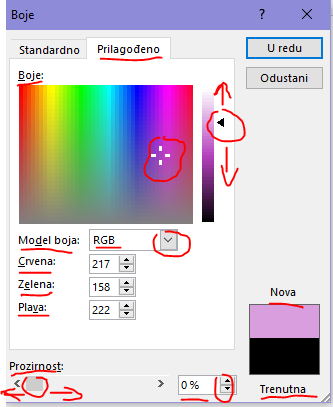 Boje
? ×
Standardno Prilagođeno
U redu
Odustani
Boje:
Model boja: RGB
Crvena: 217
Zelena: 158
Plava: 222
Nova
Prozirnost:
0 %
Trenutna